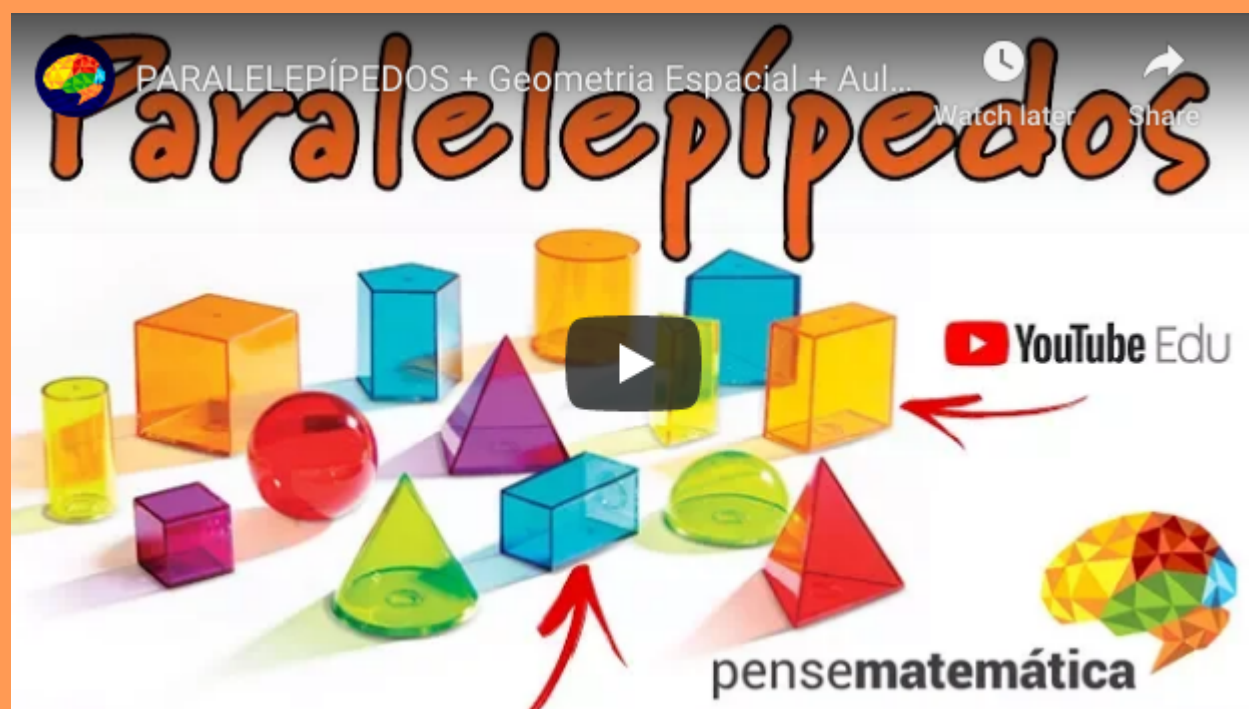 Paralelepípedos
PARALELEPÍPEDOS + Geometria Espacial + Aul...
Watch later
Share
YouTube Edu
pensematemática